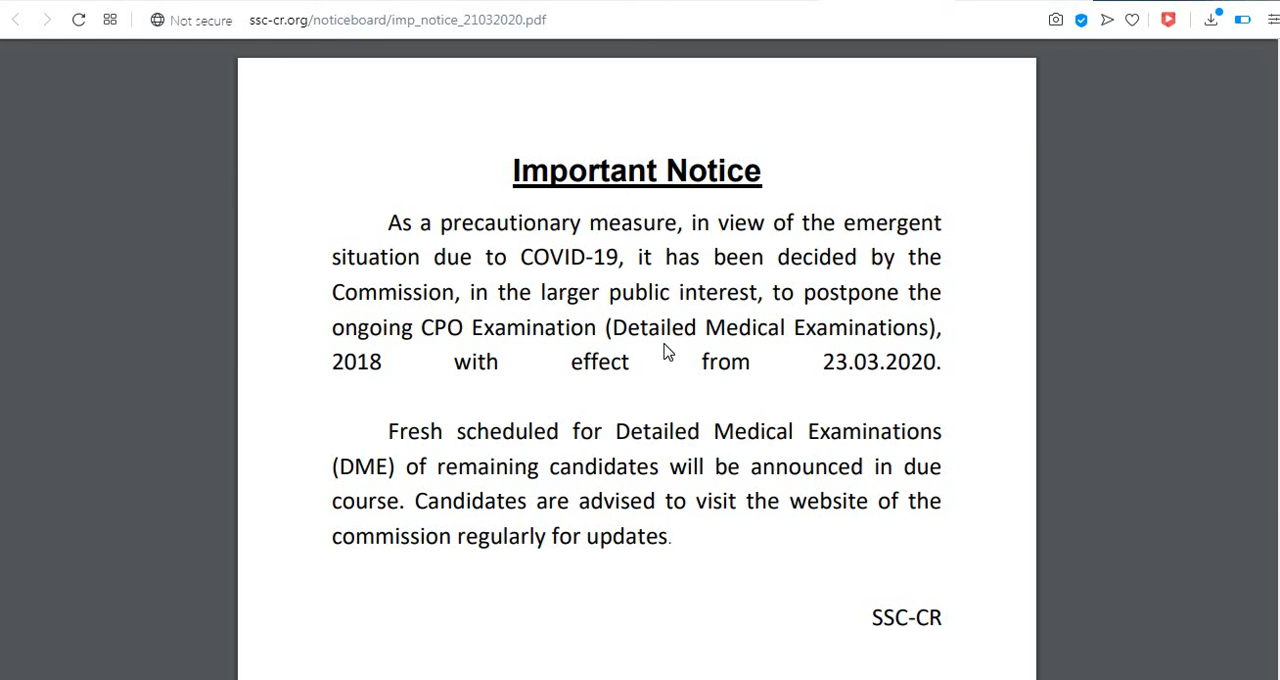 Not secure ssc-cr.org/noticeboard/imp_notice_21032020.pdf
Important Notice
As a precautionary measure, in view of the emergent
situation due to COVID-19, it has been decided by the
Commission, in the larger public interest, to postpone the
ongoing CPO Examination (Detailed Medical Examinations),
2018 with effect from 23.03.2020.
Fresh scheduled for Detailed Medical Examinations
(DME) of remaining candidates will be announced in due
course. Candidates are advised to visit the website of the
commission regularly for updates.
SSC-CR